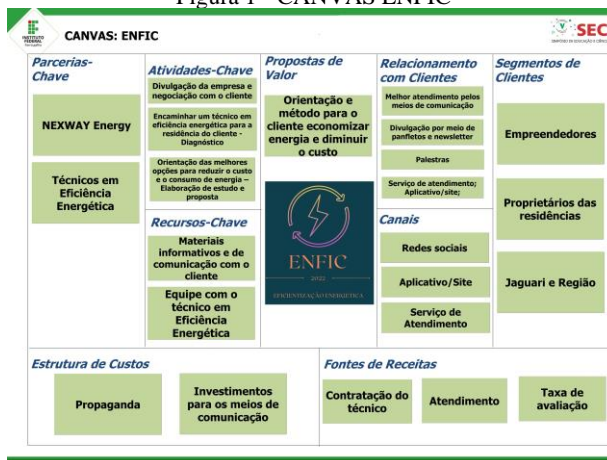 Figura 1 - CANVAS ENFIC
INSTITUTO
FEDERAL
CANVAS: ENFIC
SEC
Parcerias-
Chave
NEXWAY Energy
Técnicos em
Eficiência
Energética
Atividades-Chave
Divulgação da empresa e
negociação com o cliente
Encaminhar um técnico em
eficiência energética para a
residência do cliente -
Diagnóstico
Orientação das melhores
opções para reduzir o custo
e o consumo de energia –
Elaboração de estudo e
proposta
Recursos-Chave
Materiais
informativos e de
comunicação com o
cliente
Equipe com o
técnico em
Eficiência
Energética
Propostas de
Valor
Orientação e
método para o
cliente economizar
energia e diminuir
o custo
ENFIC
2022
Relacionamento
com Clientes
Melhor atendimento pelos
meios de comunicação
Divulgação por meio de
panfletos e newsletter
Palestras
Serviço de atendimento;
Aplicativo/site;
Canais
Redes sociais
Aplicativo/Site
Serviço de
Atendimento
Segmentos de
Clientes
Empreendedores
Proprietários das
residências
Jaguari e Região
Estrutura de Custos
Propaganda
Investimentos
para os meios de
comunicação
Fontes de Receitas
Contratação do
técnico
Atendimento
Taxa de
avaliação